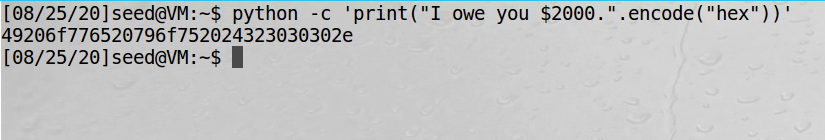 [08/25/20]seed@VM:~$ python -c 'print("I owe you $2000.".encode("hex"))'
49206f776520796f752024323030302e
[08/25/20]seed@VM:~$